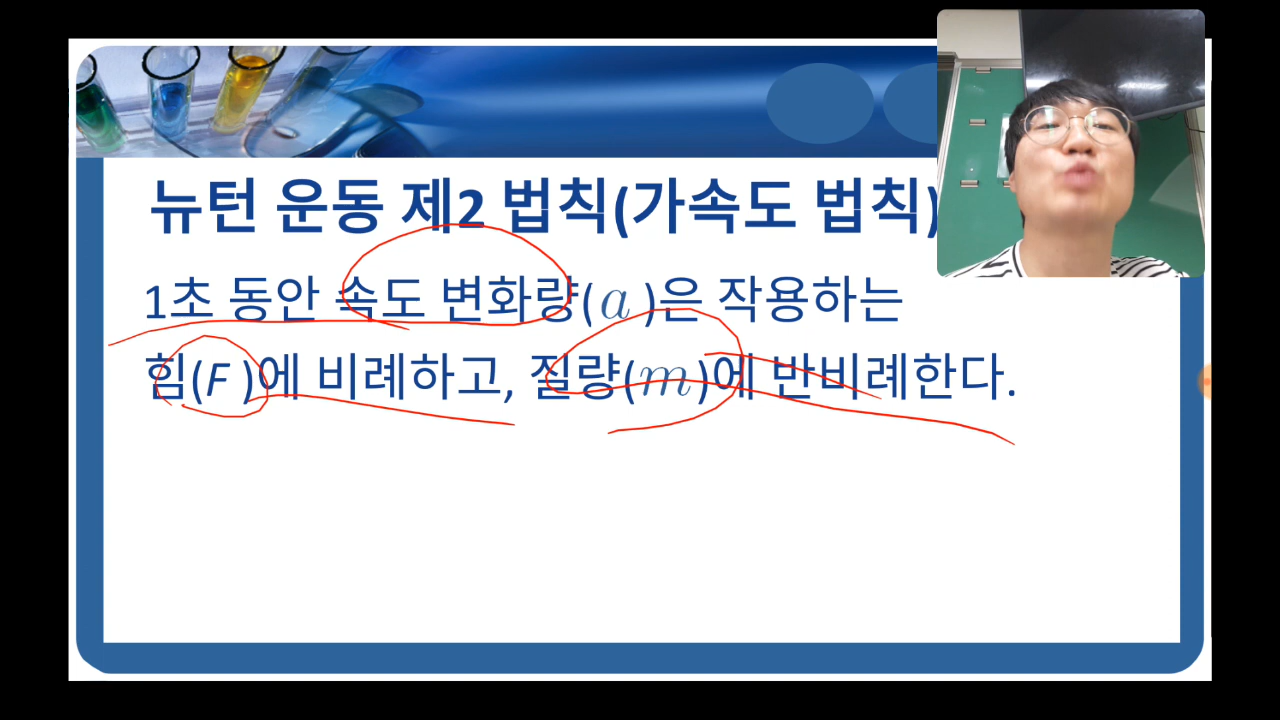 뉴턴 운동 제2 법칙(가속도 법칙)
1초 동안 속도 변화량(a )은 작용하는
힘(F )에 비례하고, 질량(m)에 반비례한다.